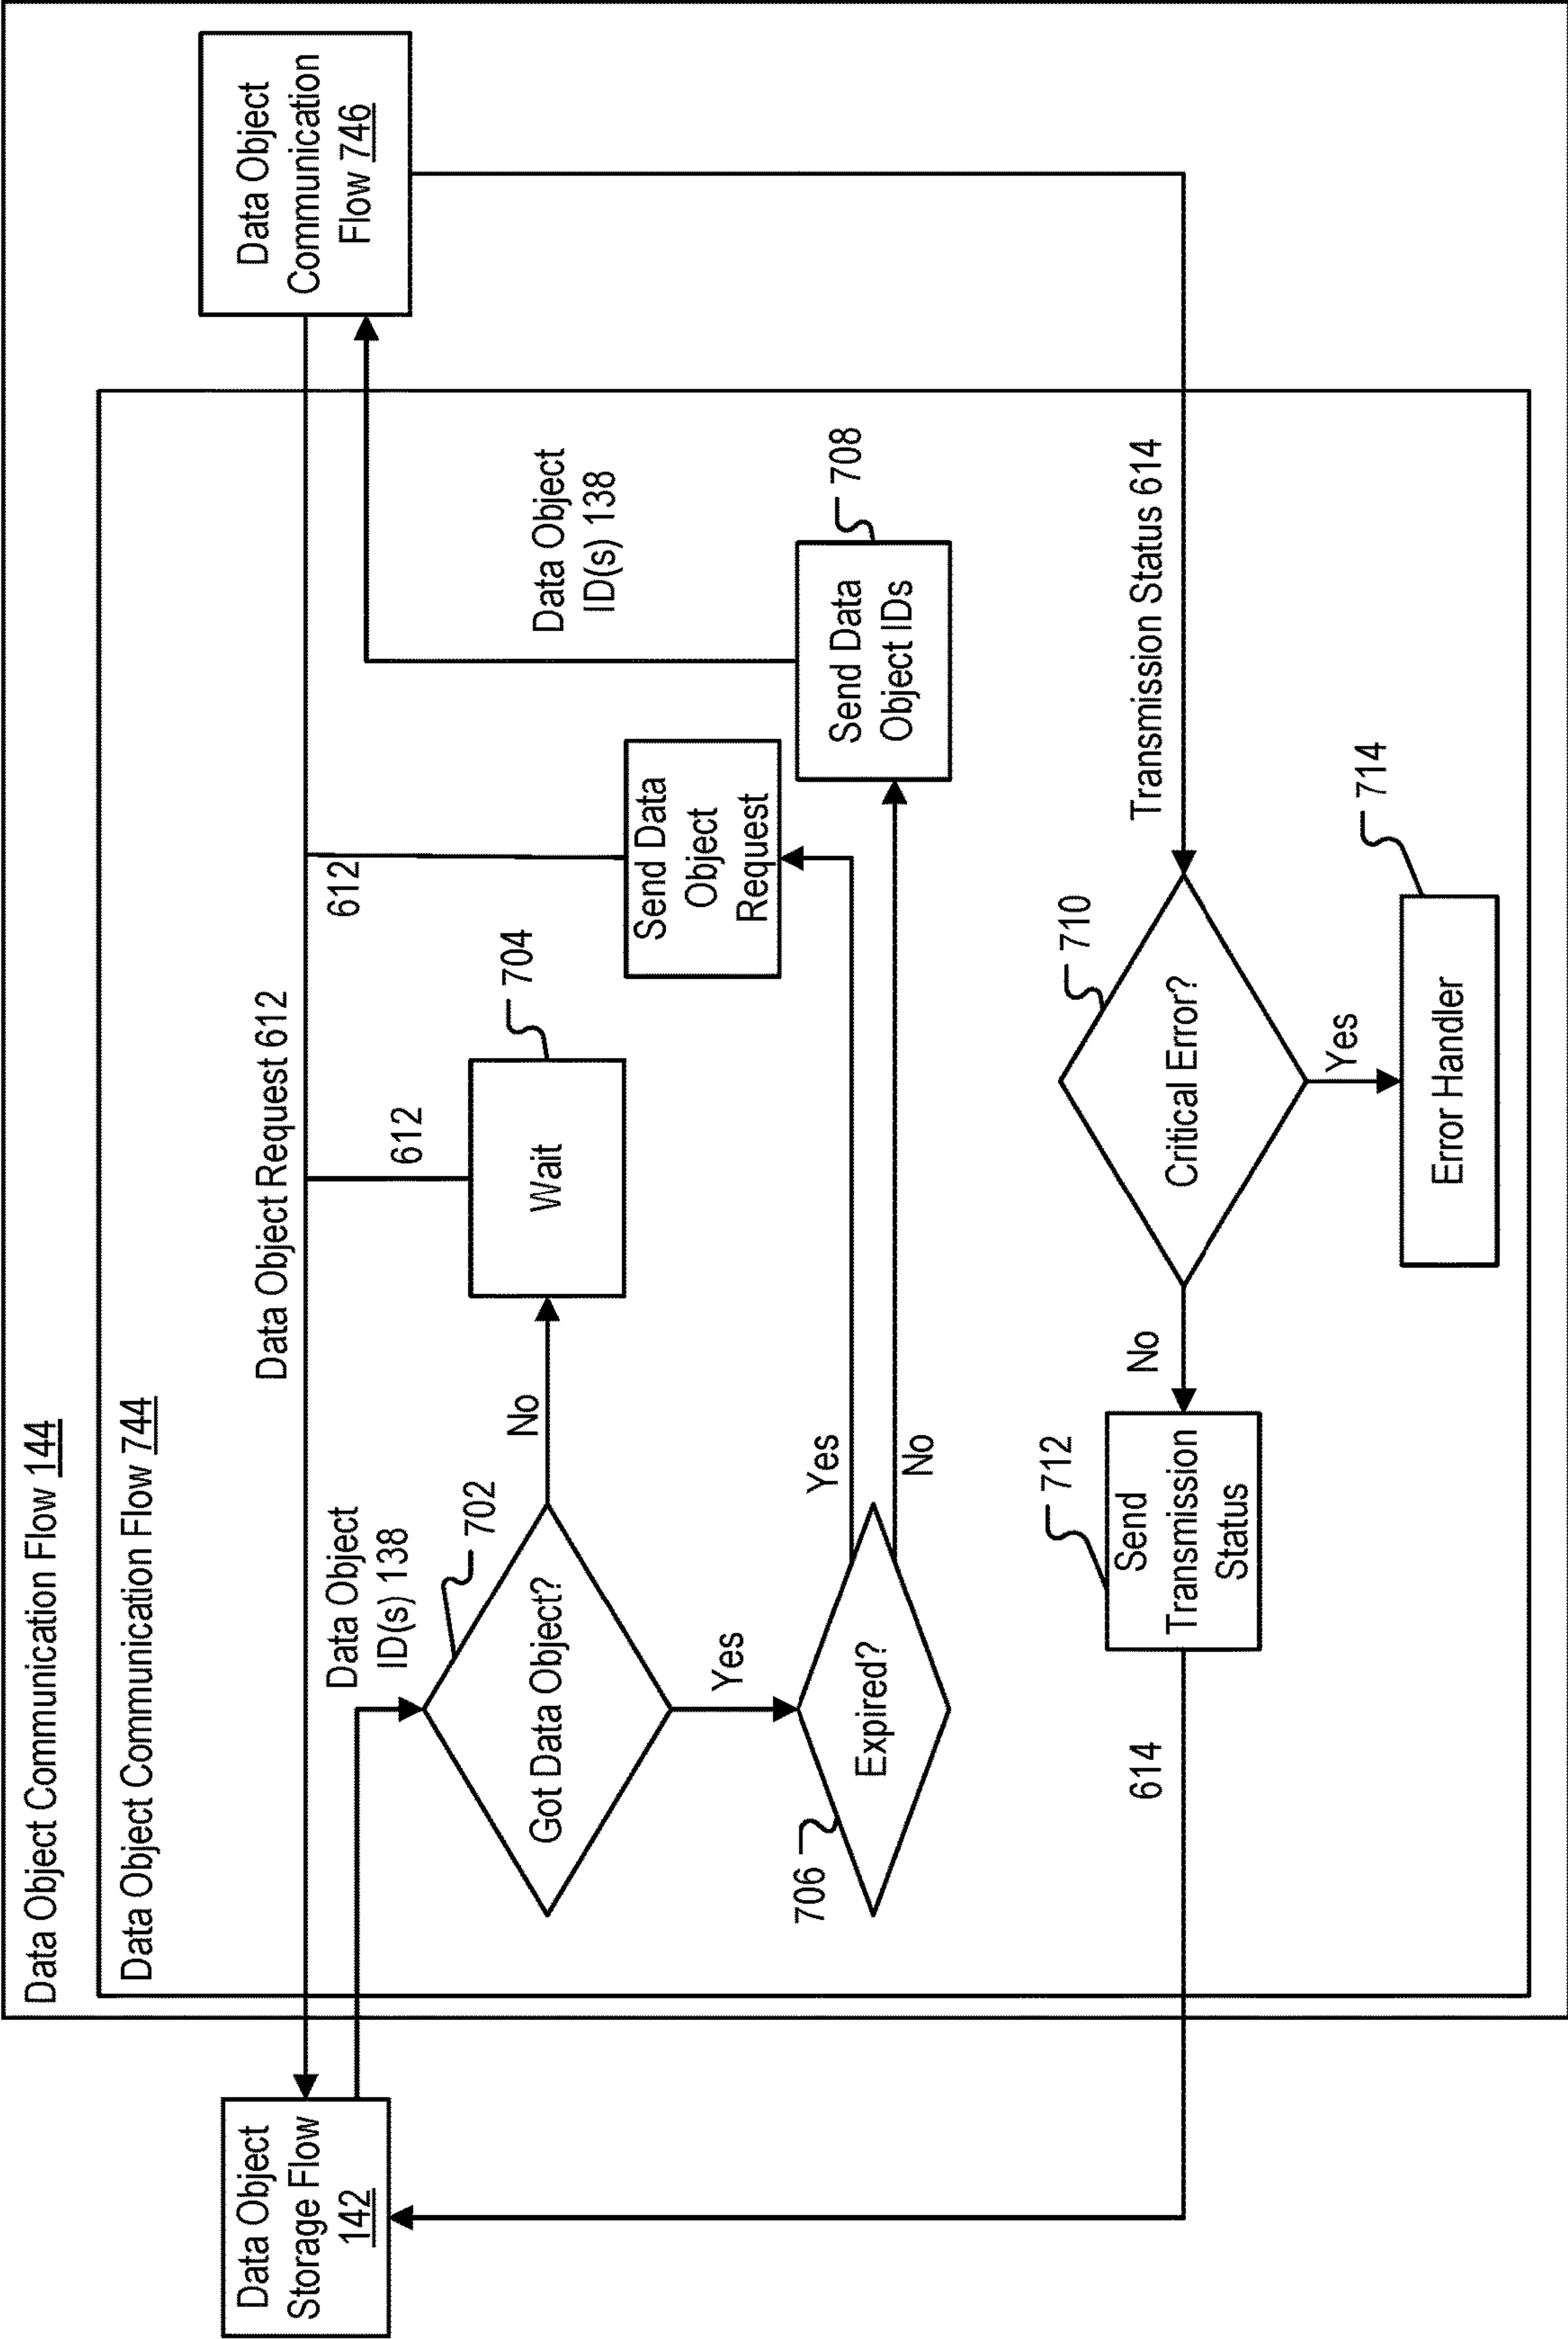 Data Object Communication Flow 144
Data Object Communication Flow 744
Data Object
Storage Flow
142
Data Object Request 612
Data Object
Communication
Flow 746
Data Object
ID(s) 138
702
Got Data Object?
No
612
704
Wait
612
Send Data
Object
Request
Data Object
ID(s) 138
Yes
706
Expired?
Yes
No
708
Send Data
Object IDs
614
712
Send
Transmission
Status
No
710
Critical Error?
Transmission Status 614
Yes
714
Error Handler